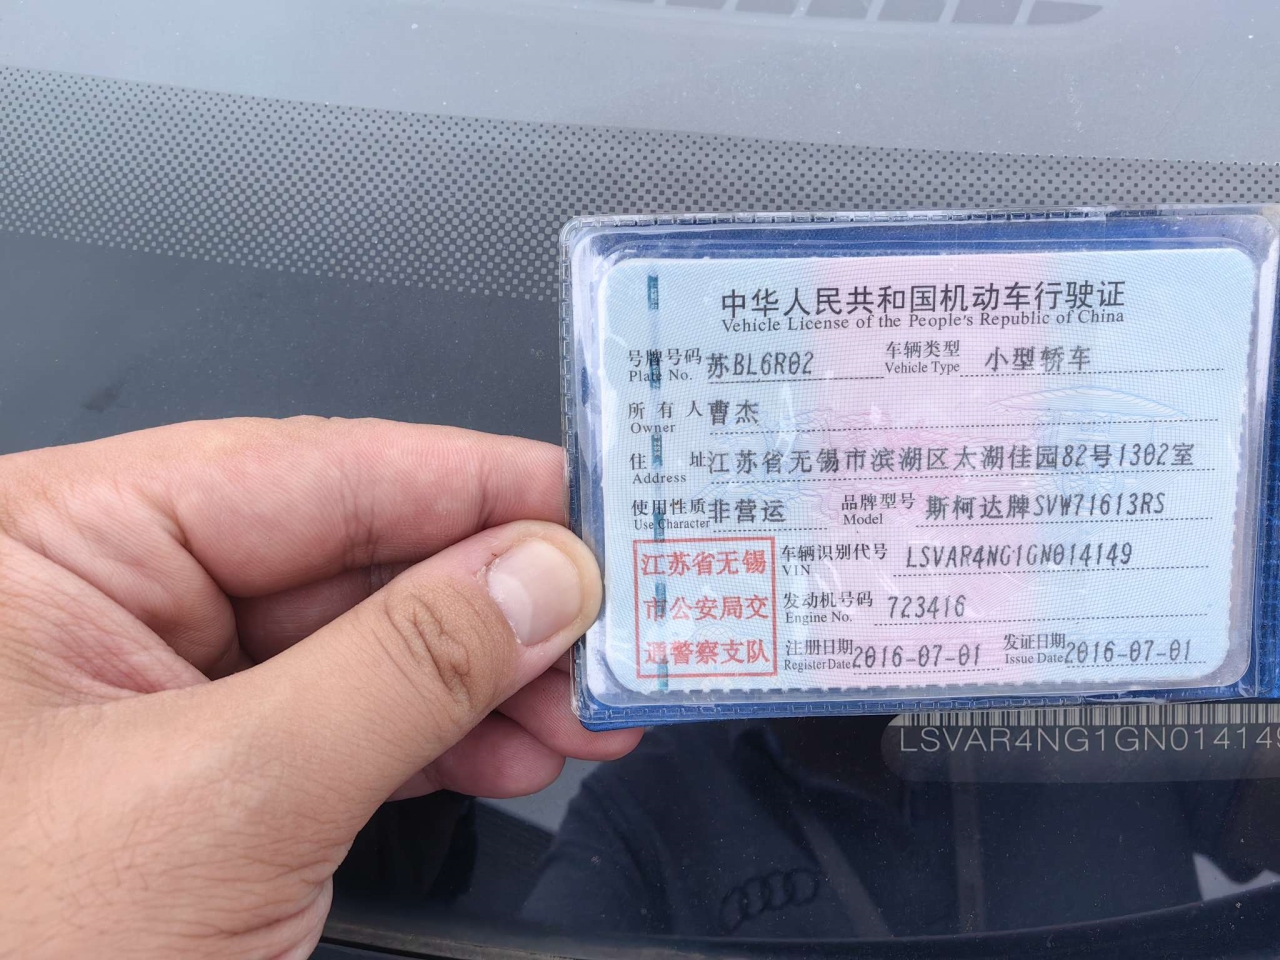 中华人民共和国机动车行驶证
Vehicle License of the People's Republic of China
号牌号码 苏BL6R02 车辆类型 小型轿车
Plate No. Vehicle Type
所有人 曹杰
Owner
住址 江苏省无锡市滨湖区太湖佳园82号1302室
Address
使用性质 非营运 品牌型号 斯柯达牌SVW71613RS
Use Character Model
江苏省无锡
市公安局交
通警察支队
车辆识别代号 LSVAR4NG1GN014149
VIN
发动机号码 723416
Engine No.
注册日期 2016-07-01 发证日期 2016-07-01
Register Date Issue Date
LSVAR4NG1GN014149